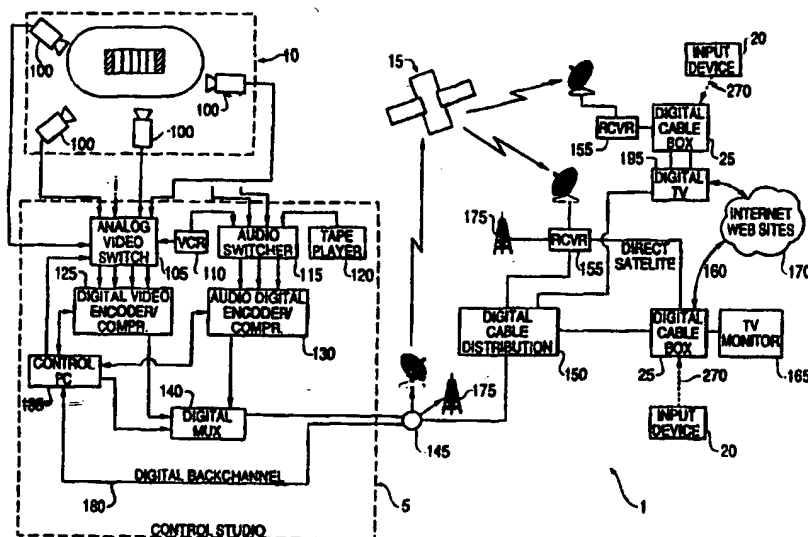 100
10
100
100
100
15
20
INPUT
DEVICE
270
RCVR
155
DIGITAL
CABLE
BOX
25
195
DIGITAL
TV
INTERNET
WEB SITES
170
175
RCVR
155
DIRECT
SATELITE
160
ANALOG
VIDEO
SWITCH
105
VCR
110
AUDIO
SWITCHER
115
TAPE
PLAYER
120
125
DIGITAL VIDEO
ENCODER/
COMPR.
AUDIO DIGITAL
ENCODER/
COMPR.
130
DIGITAL
CABLE
DISTRIBUTION
150
DIGITAL
CABLE
BOX
25
TV
MONITOR
165
270
INPUT
DEVICE
20
CONTROL
PC
140
DIGITAL
MUX
175
145
DIGITAL BACKCHANNEL
180
5
1
CONTROL STUDIO